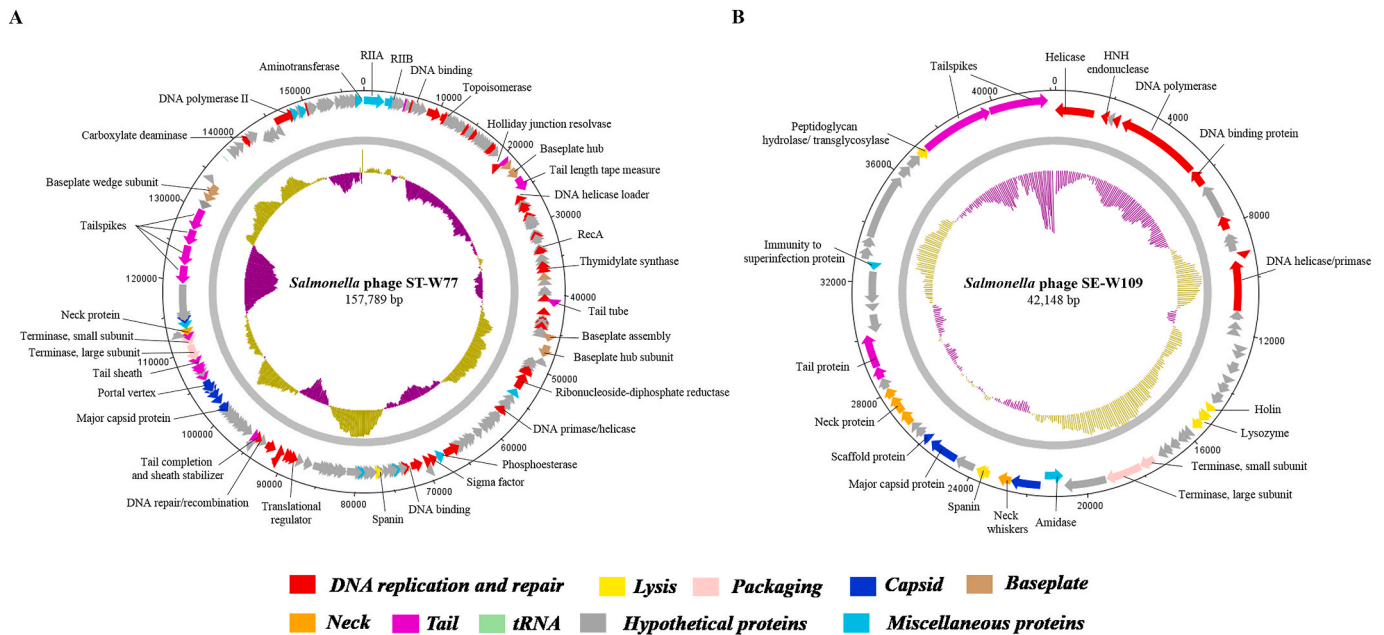 A
B
RIIA
RIIB
Aminotransferase
DNA binding
Topoisomerase
DNA polymerase II
Holliday junction resolvase
Carboxylate deaminase
Baseplate hub
Tail length tape measure
Baseplate wedge subunit
DNA helicase loader
Tailspikes
RecA
Thymidylate synthase
Tail tube
Neck protein
Terminase, small subunit
Baseplate assembly
Terminase, large subunit
Baseplate hub subunit
Tail sheath
Portal vertex
Ribonucleoside-diphosphate reductase
Major capsid protein
DNA primase/helicase
Tail completion
and sheath stabilizer
Phosphoesterase
Sigma factor
DNA repair/recombination
Translational
regulator
Spanin
DNA binding
0
10000
20000
30000
40000
50000
60000
70000
80000
90000
100000
110000
120000
130000
140000
150000
Salmonella phage ST-W77
157,789 bp
Tailspikes
Helicase
HNH
endonuclease
DNA polymerase
Peptidoglycan
hydrolase/ transglycosylase
DNA binding protein
Immunity to
superinfection protein
DNA helicase/primase
Tail protein
Neck protein
Holin
Lysozyme
Scaffold protein
Terminase, small subunit
Major capsid protein
Terminase, large subunit
Spanin
Neck
whiskers
Amidase
0
4000
8000
12000
16000
20000
24000
28000
32000
36000
40000
Salmonella phage SE-W109
42,148 bp
DNA replication and repair
Lysis
Packaging
Capsid
Baseplate
Neck
Tail
tRNA
Hypothetical proteins
Miscellaneous proteins